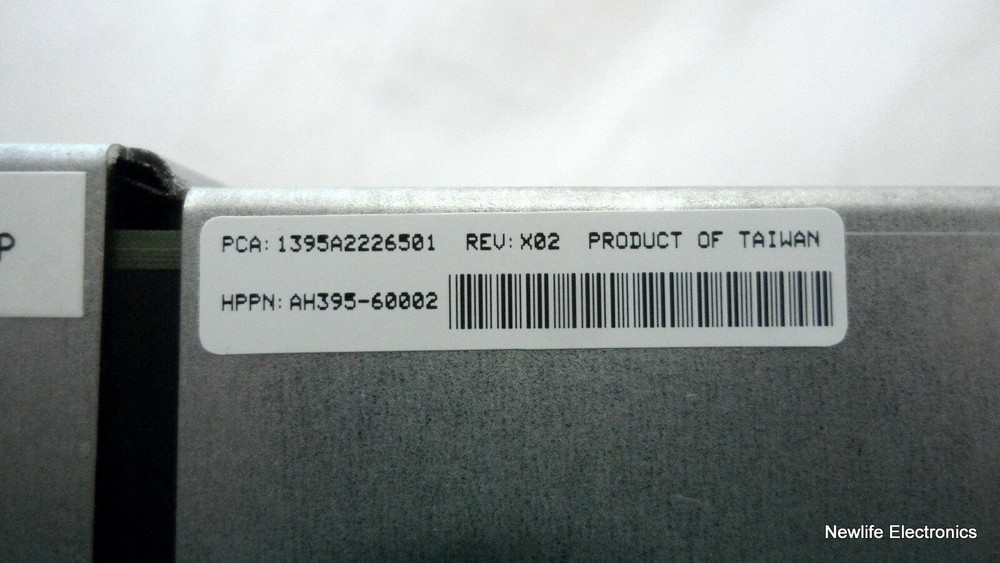 P
PCA: 1395A2226501 REV: X02 PRODUCT OF TAIWAN
HPPN: AH395-60002
Newlife Electronics